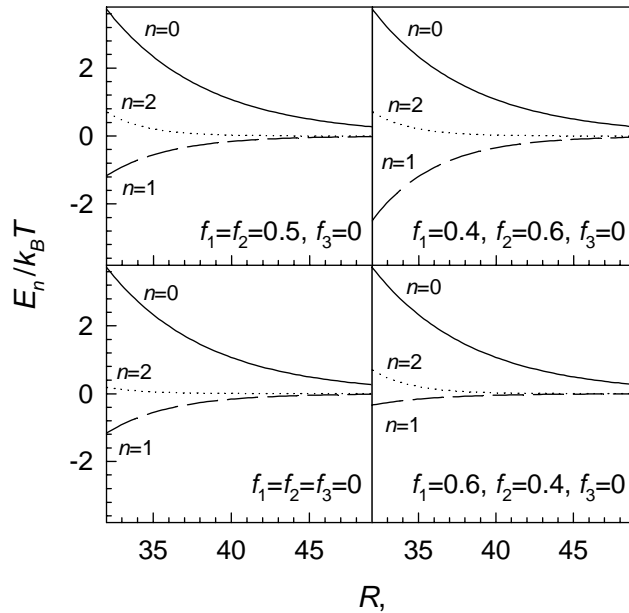 n=0
n=0
2
n=2
n=2
0
n=1
n=1
-2
f₁=f₂=0.5, f₃=0
f₁=0.4, f₂=0.6, f₃=0
Eₙ/k_BT
n=0
n=0
2
n=2
n=2
0
n=1
n=1
-2
f₁=f₂=f₃=0
f₁=0.6, f₂=0.4, f₃=0
35 40 45 35 40 45
R,